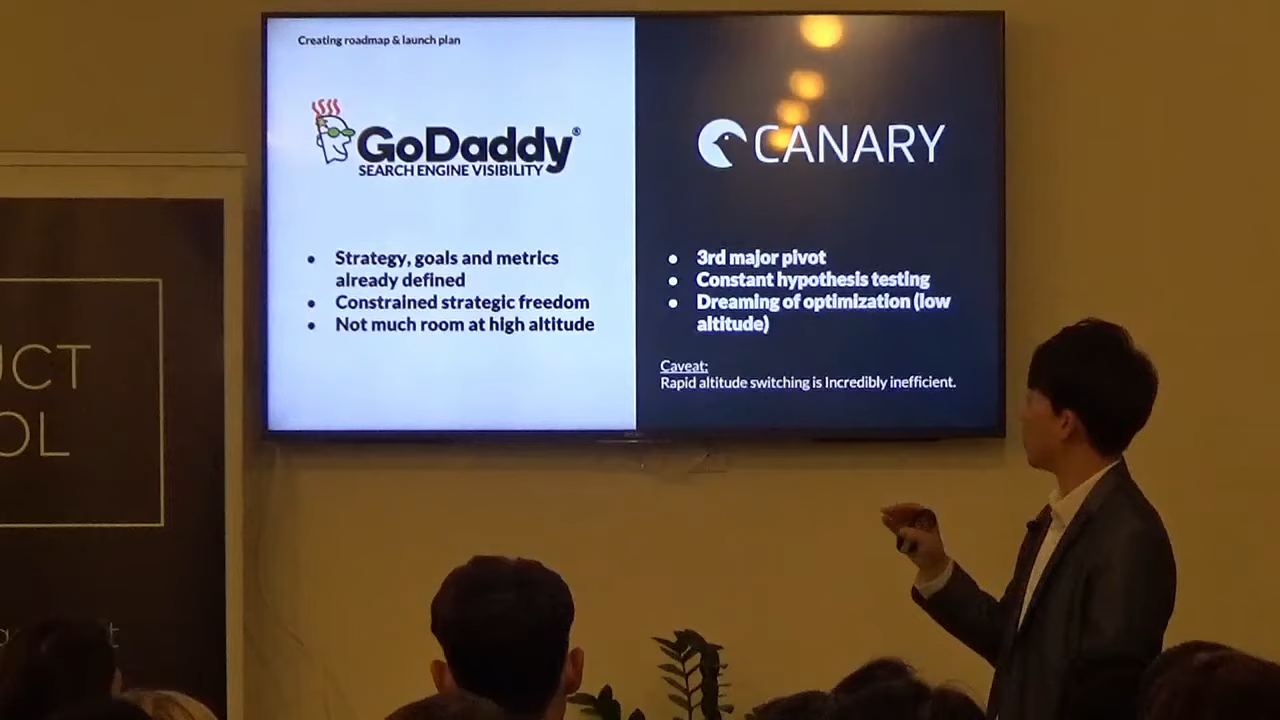 Creating roadmap & launch plan
GoDaddy®
SEARCH ENGINE VISIBILITY
• Strategy, goals and metrics
already defined
• Constrained strategic freedom
• Not much room at high altitude
CANARY
• 3rd major pivot
• Constant hypothesis testing
• Dreaming of optimization (low
altitude)
Caveat:
Rapid altitude switching is Incredibly inefficient.
UCT
OL